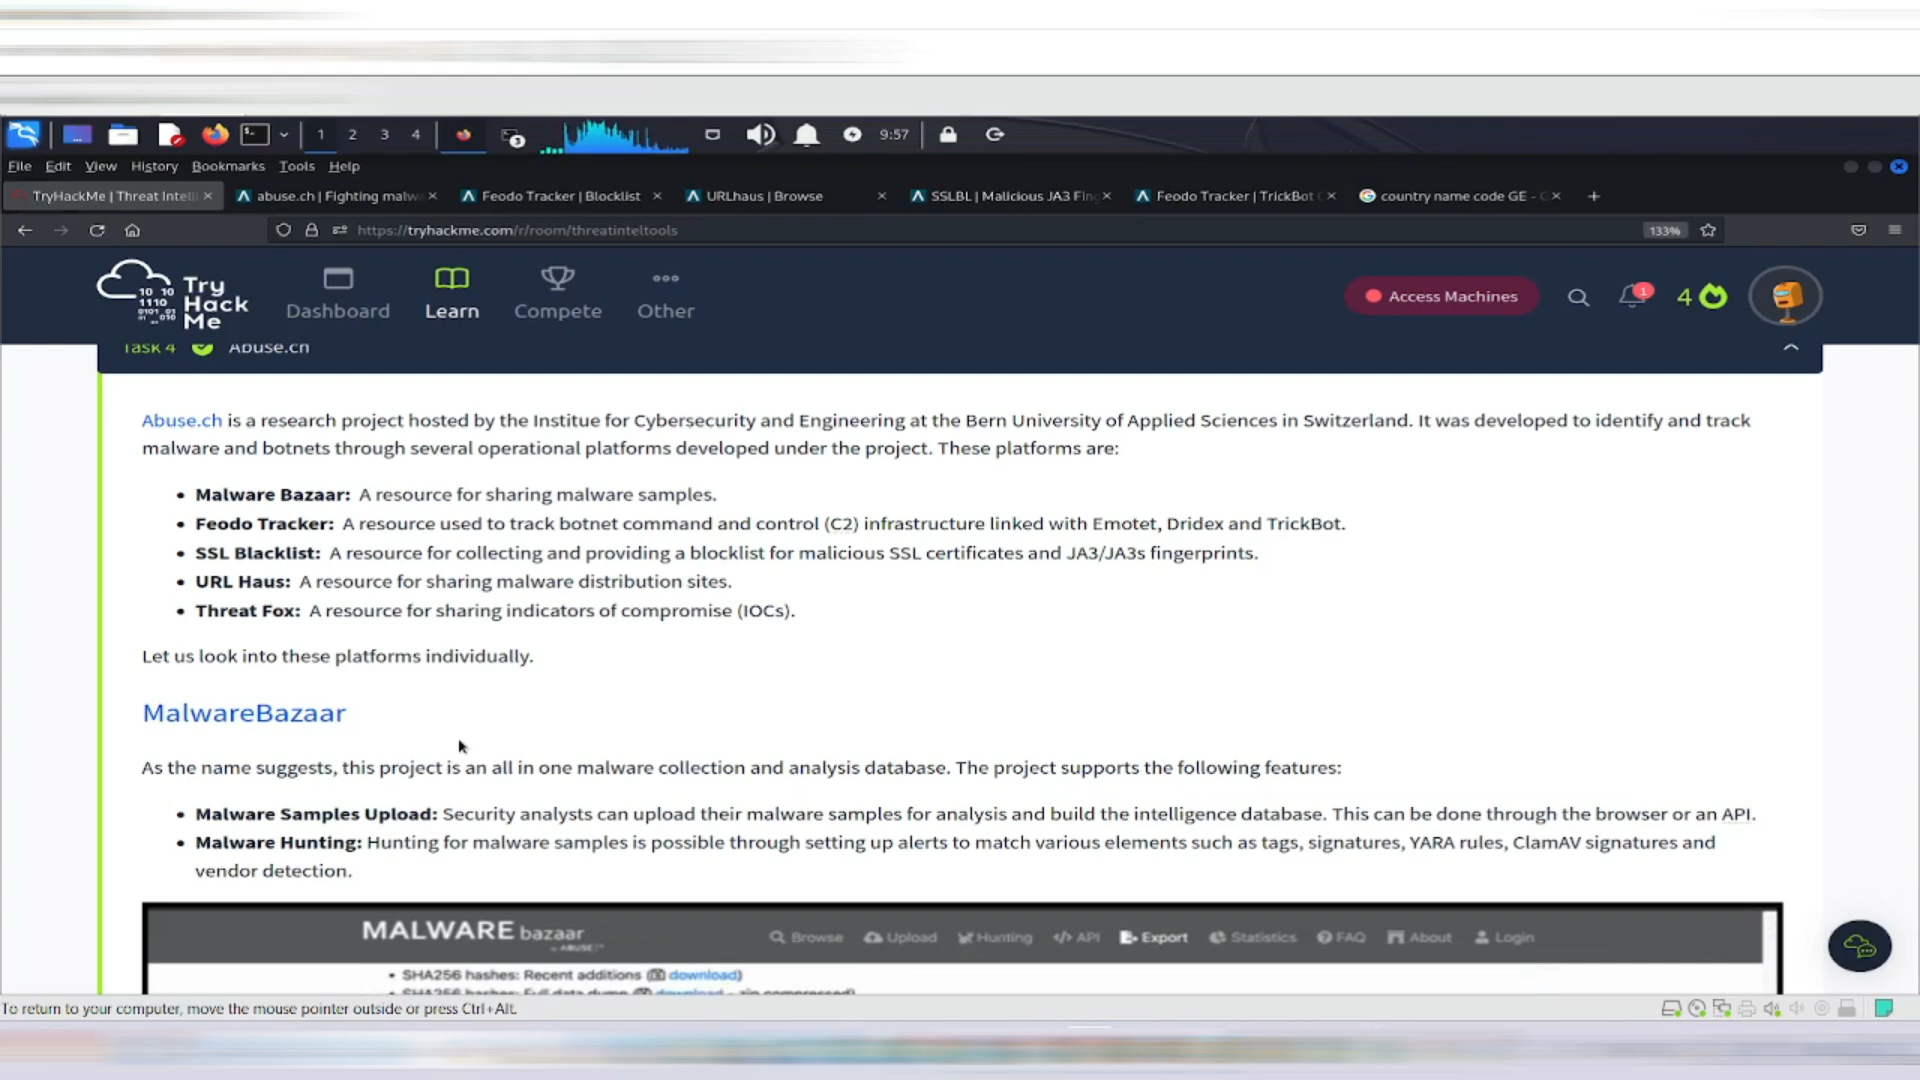 1 2 3 4 9:57
File Edit View History Bookmarks Tools Help
TryHackMe | Threat Intel abuse.ch | Fighting malw Feodo Tracker | Blocklist URLhaus | Browse SSLBL | Malicious JA3 Fin Feodo Tracker | TrickBot country name code GE -
https://tryhackme.com/r/room/threatinteltools 133%
Try Hack Me Dashboard Learn Compete Other Access Machines 1 4
Task 4 Abuse.ch
Abuse.ch is a research project hosted by the Institue for Cybersecurity and Engineering at the Bern University of Applied Sciences in Switzerland. It was developed to identify and track
malware and botnets through several operational platforms developed under the project. These platforms are:
• Malware Bazaar: A resource for sharing malware samples.
• Feodo Tracker: A resource used to track botnet command and control (C2) infrastructure linked with Emotet, Dridex and TrickBot.
• SSL Blacklist: A resource for collecting and providing a blocklist for malicious SSL certificates and JA3/JA3s fingerprints.
• URL Haus: A resource for sharing malware distribution sites.
• Threat Fox: A resource for sharing indicators of compromise (IOCs).
Let us look into these platforms individually.
MalwareBazaar
As the name suggests, this project is an all in one malware collection and analysis database. The project supports the following features:
• Malware Samples Upload: Security analysts can upload their malware samples for analysis and build the intelligence database. This can be done through the browser or an API.
• Malware Hunting: Hunting for malware samples is possible through setting up alerts to match various elements such as tags, signatures, YARA rules, ClamAV signatures and
vendor detection.
MALWARE bazaar Browse Upload Hunting </> API Export Statistics FAQ About Login
• SHA256 hashes: Recent additions (download)
• SHA256 hashes: Full data dump (download - zip compressed)
To return to your computer, move the mouse pointer outside or press Ctrl+Alt.